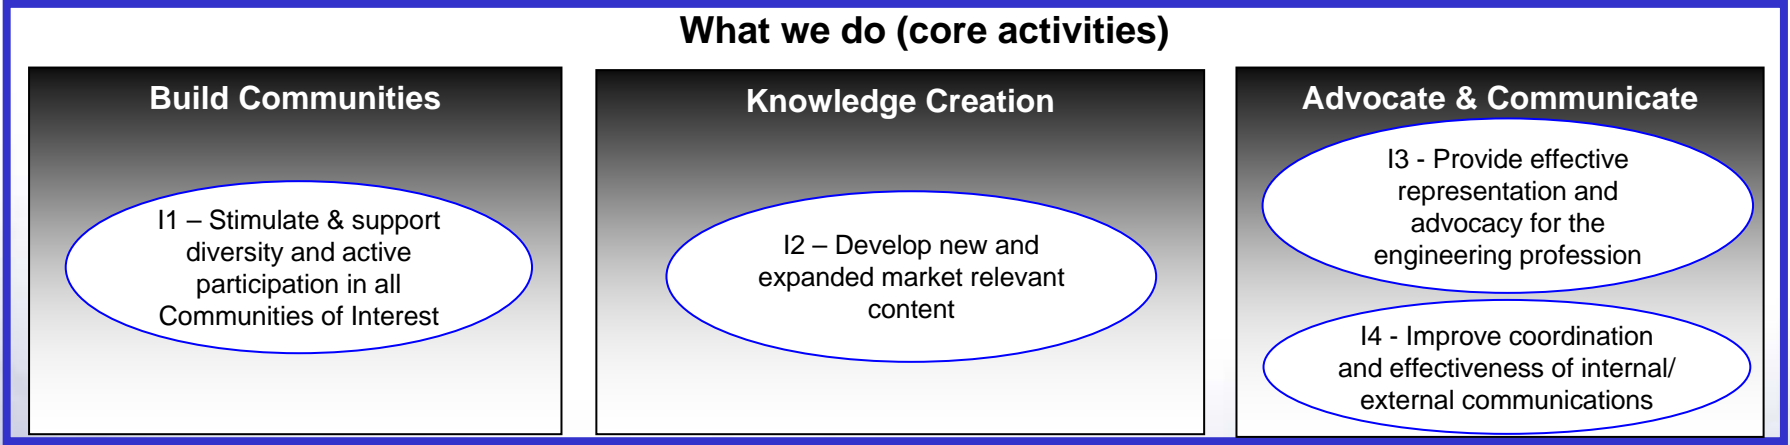 What we do (core activities)
Build Communities
I1 – Stimulate & support
diversity and active
participation in all
Communities of Interest
Knowledge Creation
I2 – Develop new and
expanded market relevant
content
Advocate & Communicate
I3 - Provide effective
representation and
advocacy for the
engineering profession
I4 - Improve coordination
and effectiveness of internal/
external communications